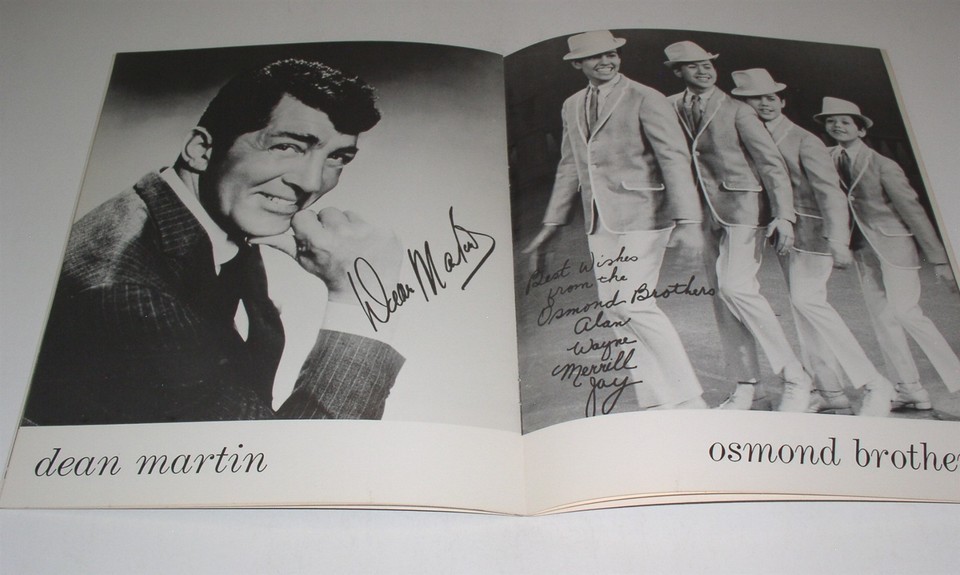 Dean Martin
dean martin
Best Wishes
from the
Osmond Brothers
Alan
Wayne
Merrill
Jay
osmond brothe